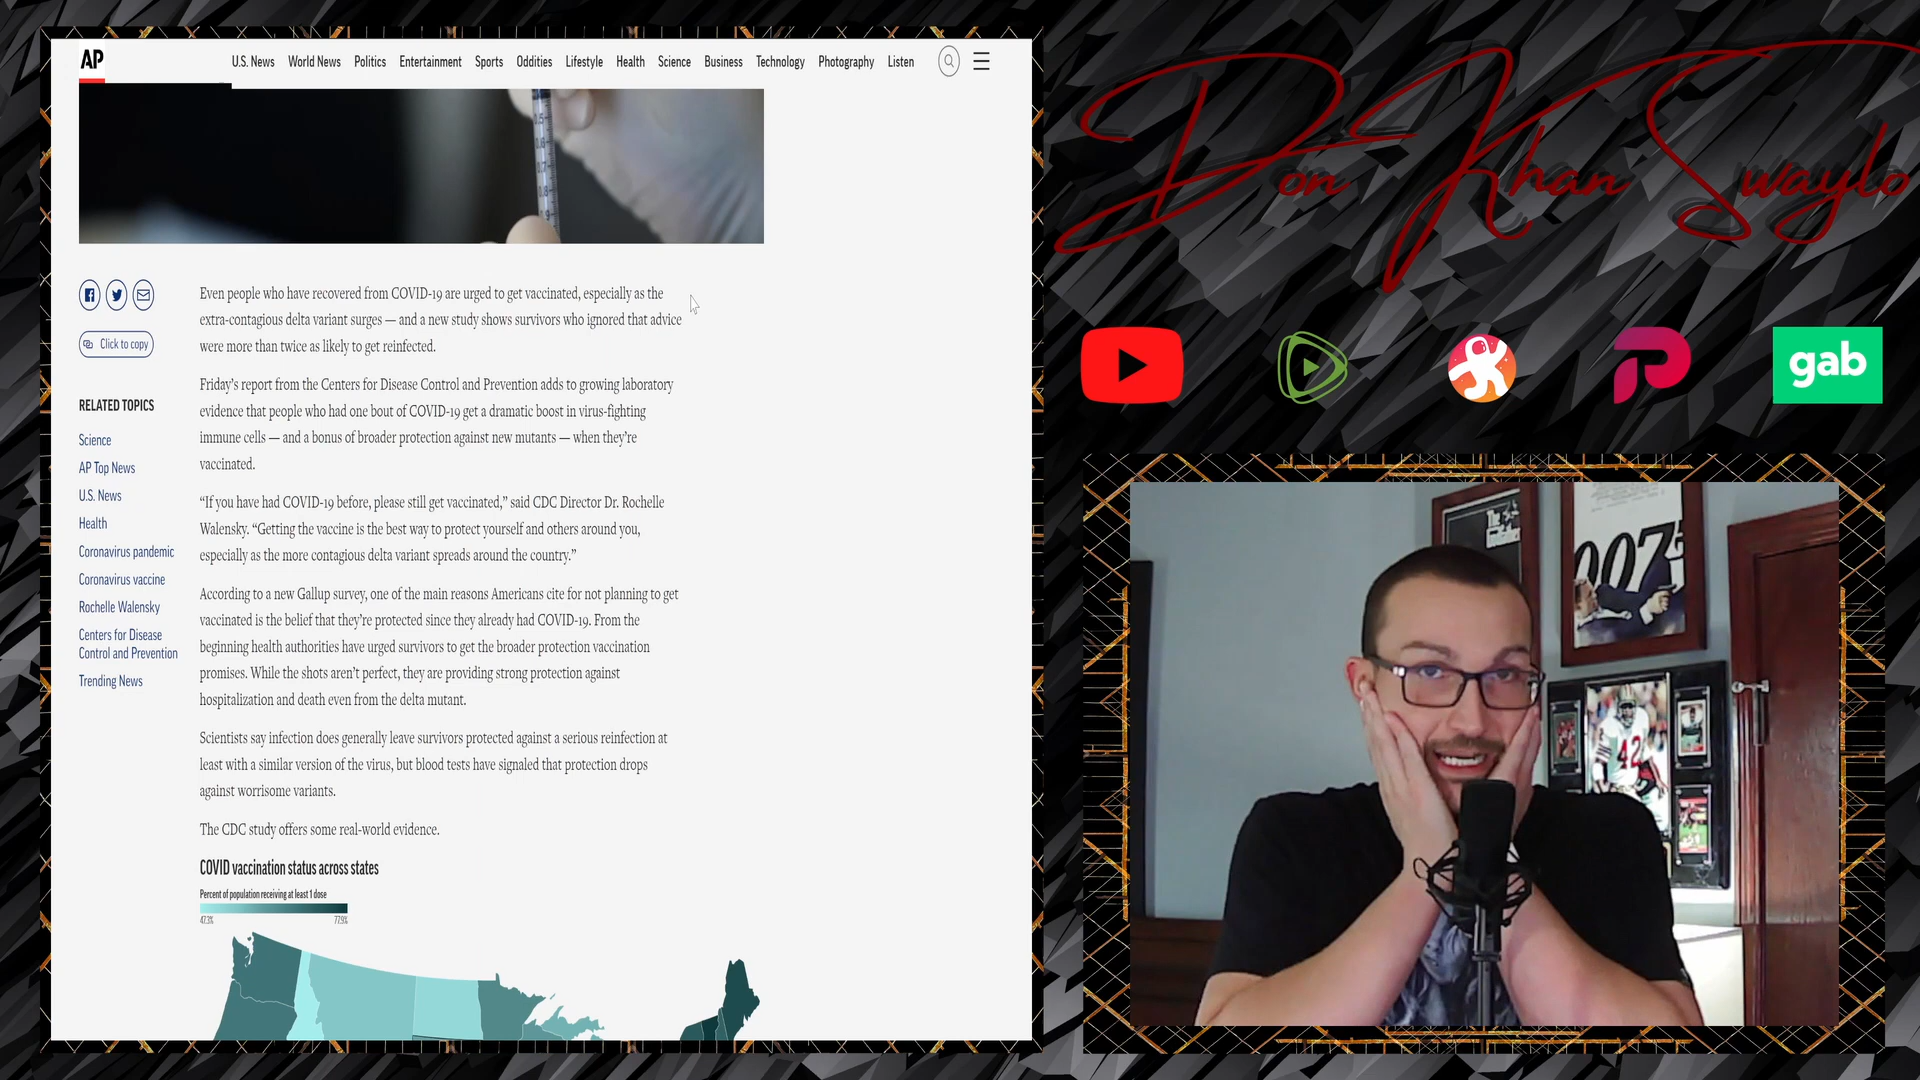 AP
U.S. News World News Politics Entertainment Sports Oddities Lifestyle Health Science Business Technology Photography Listen
Even people who have recovered from COVID-19 are urged to get vaccinated, especially as the
extra-contagious delta variant surges — and a new study shows survivors who ignored that advice
were more than twice as likely to get reinfected.
Friday’s report from the Centers for Disease Control and Prevention adds to growing laboratory
evidence that people who had one bout of COVID-19 get a dramatic boost in virus-fighting
immune cells — and a bonus of broader protection against new mutants — when they’re
vaccinated.
“If you have had COVID-19 before, please still get vaccinated,” said CDC Director Dr. Rochelle
Walensky. “Getting the vaccine is the best way to protect yourself and others around you,
especially as the more contagious delta variant spreads around the country.”
According to a new Gallup survey, one of the main reasons Americans cite for not planning to get
vaccinated is the belief that they’re protected since they already had COVID-19. From the
beginning health authorities have urged survivors to get the broader protection vaccination
promises. While the shots aren’t perfect, they are providing strong protection against
hospitalization and death even from the delta mutant.
Scientists say infection does generally leave survivors protected against a serious reinfection at
least with a similar version of the virus, but blood tests have signaled that protection drops
against worrisome variants.
The CDC study offers some real-world evidence.
COVID vaccination status across states
Percent of population receiving at least 1 dose
47.3% 77.9%
Click to copy
RELATED TOPICS
Science
AP Top News
U.S. News
Health
Coronavirus pandemic
Coronavirus vaccine
Rochelle Walensky
Centers for Disease
Control and Prevention
Trending News
Don Khan Swaylo
gab
007
42